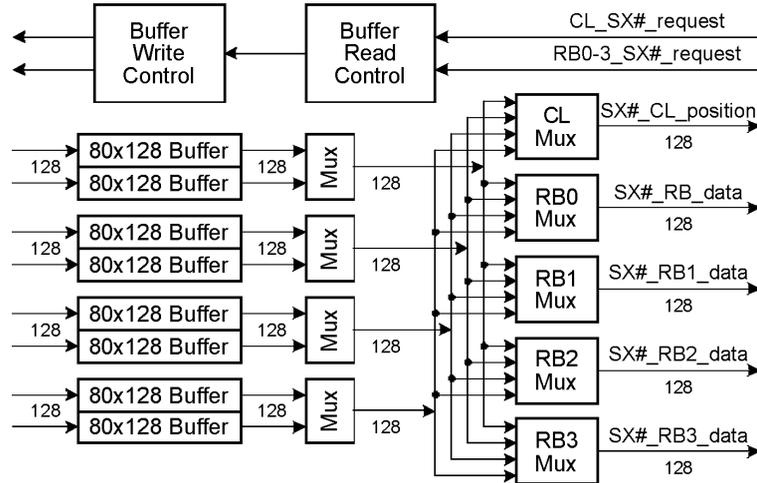 Buffer
Write
Control
Buffer
Read
Control
CL_SX#_request
RB0-3_SX#_request
128
80x128 Buffer
80x128 Buffer
128
Mux
128
128
80x128 Buffer
80x128 Buffer
128
Mux
128
128
80x128 Buffer
80x128 Buffer
128
Mux
128
128
80x128 Buffer
80x128 Buffer
128
Mux
128
CL
Mux
SX#_CL_position
128
RB0
Mux
SX#_RB_data
128
RB1
Mux
SX#_RB1_data
128
RB2
Mux
SX#_RB2_data
128
RB3
Mux
SX#_RB3_data
128